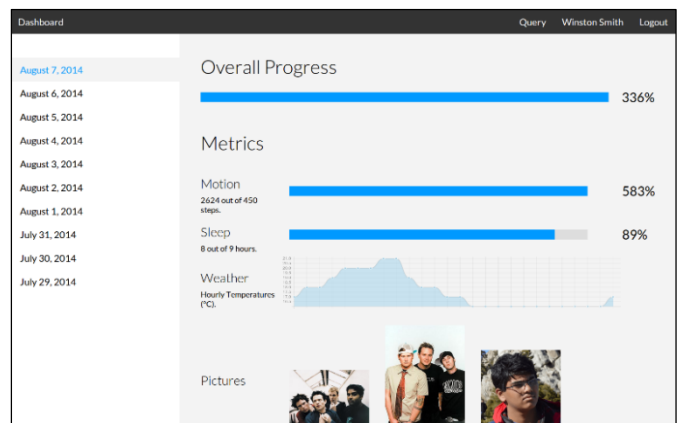 Dashboard
Query Winston Smith Logout
August 7, 2014
August 6, 2014
August 5, 2014
August 4, 2014
August 3, 2014
August 2, 2014
August 1, 2014
July 31, 2014
July 30, 2014
July 29, 2014
Overall Progress
336%
Metrics
Motion
2624 out of 450
steps.
583%
Sleep
8 out of 9 hours.
89%
Weather
Hourly Temperatures
(°C).
Pictures